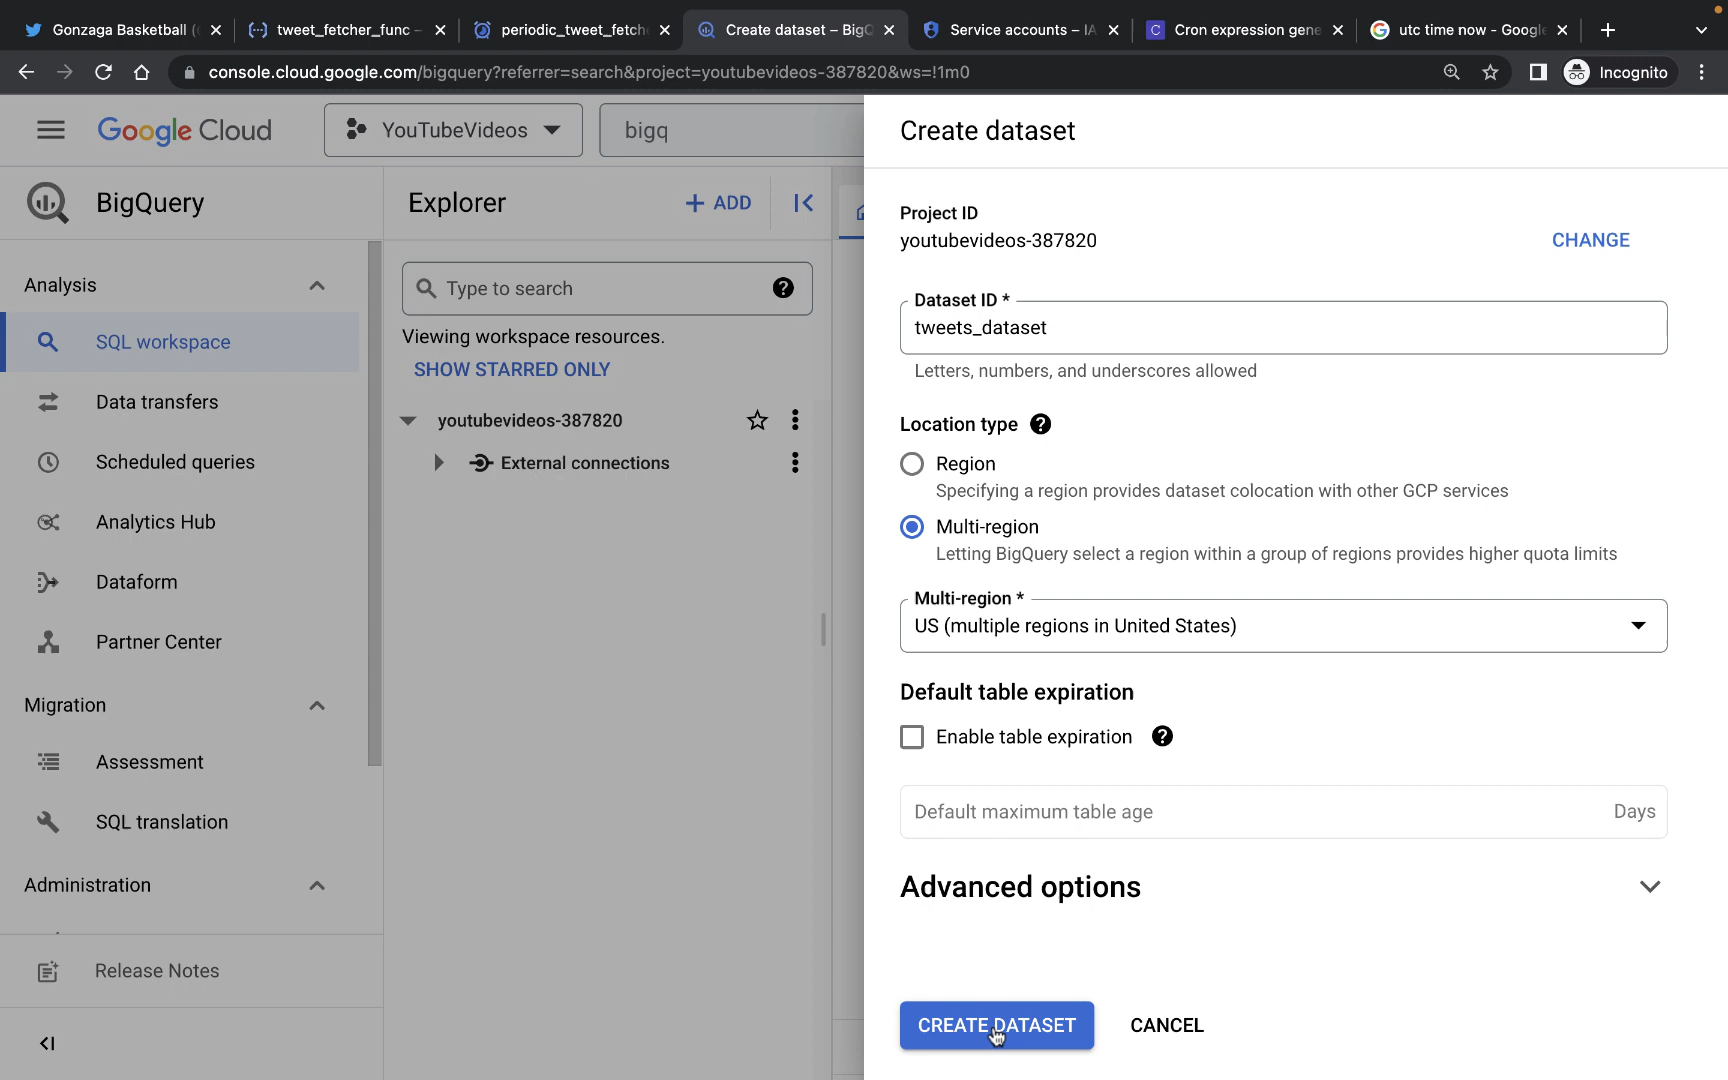 Gonzaga Basketball (
tweet_fetcher_func –
periodic_tweet_fetche
Create dataset – BigQ
Service accounts – IA
Cron expression gene
utc time now - Google
console.cloud.google.com/bigquery?referrer=search&project=youtubevideos-387820&ws=!1m0
Incognito
Google Cloud
YouTubeVideos
bigq
BigQuery
Analysis
SQL workspace
Data transfers
Scheduled queries
Analytics Hub
Dataform
Partner Center
Migration
Assessment
SQL translation
Administration
Release Notes
Explorer
+ ADD
Type to search
Viewing workspace resources.
SHOW STARRED ONLY
youtubevideos-387820
External connections
Create dataset
Project ID
youtubevideos-387820
CHANGE
Dataset ID *
tweets_dataset
Letters, numbers, and underscores allowed
Location type
Region
Specifying a region provides dataset colocation with other GCP services
Multi-region
Letting BigQuery select a region within a group of regions provides higher quota limits
Multi-region *
US (multiple regions in United States)
Default table expiration
Enable table expiration
Default maximum table age
Days
Advanced options
CREATE DATASET
CANCEL